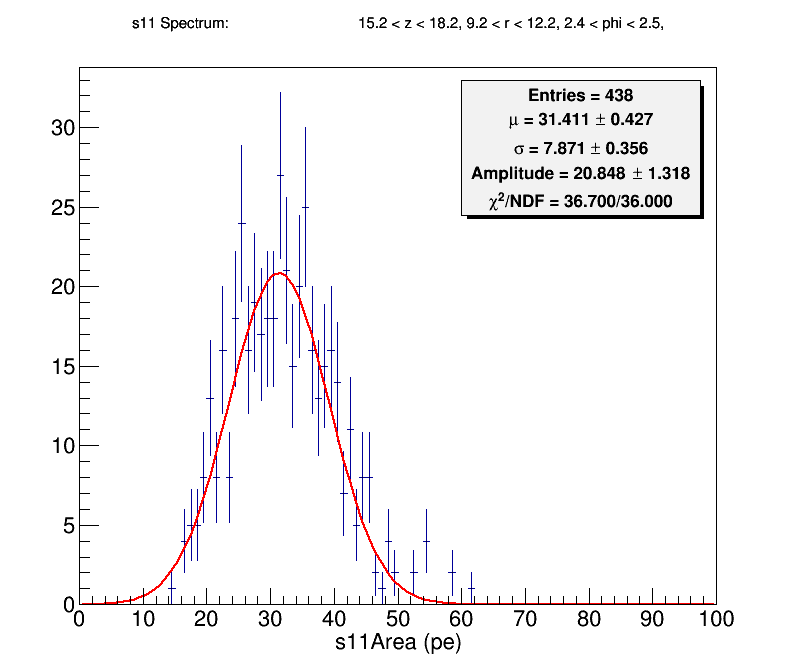 s11 Spectrum: 15.2 < z < 18.2, 9.2 < r < 12.2, 2.4 < phi < 2.5,
Entries = 438
μ = 31.411 ± 0.427
σ = 7.871 ± 0.356
Amplitude = 20.848 ± 1.318
χ²/NDF = 36.700/36.000
30
25
20
15
10
5
0
0 10 20 30 40 50 60 70 80 90 100
s11Area (pe)